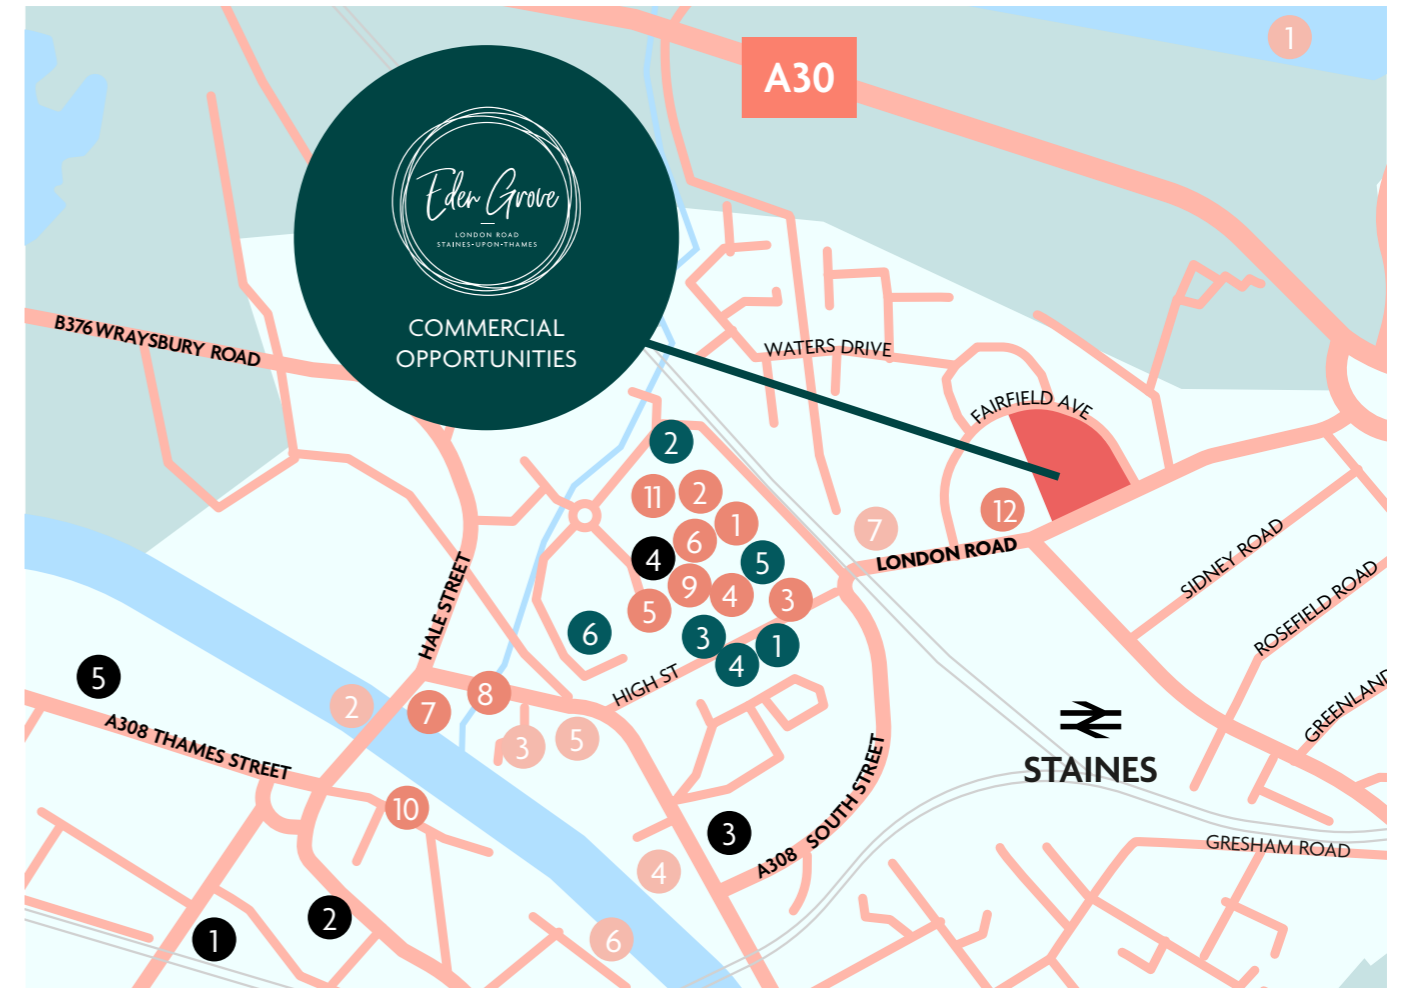 1
A30
Eden Grove
LONDON ROAD
STAINES-UPON-THAMES
COMMERCIAL
OPPORTUNITIES
B376 WRAYSBURY ROAD
WATERS DRIVE
FAIRFIELD AVE
2
11
2
1
12
7
6
4
5
LONDON ROAD
SIDNEY ROAD
9
4
3
5
ROSEFIELD ROAD
HALE STREET
6
3
1
4
HIGH ST
GREENLAND
5
2
7
8
3
5
A308 THAMES STREET
STAINES
10
3
A308 SOUTH STREET
GRESHAM ROAD
4
2
1
6